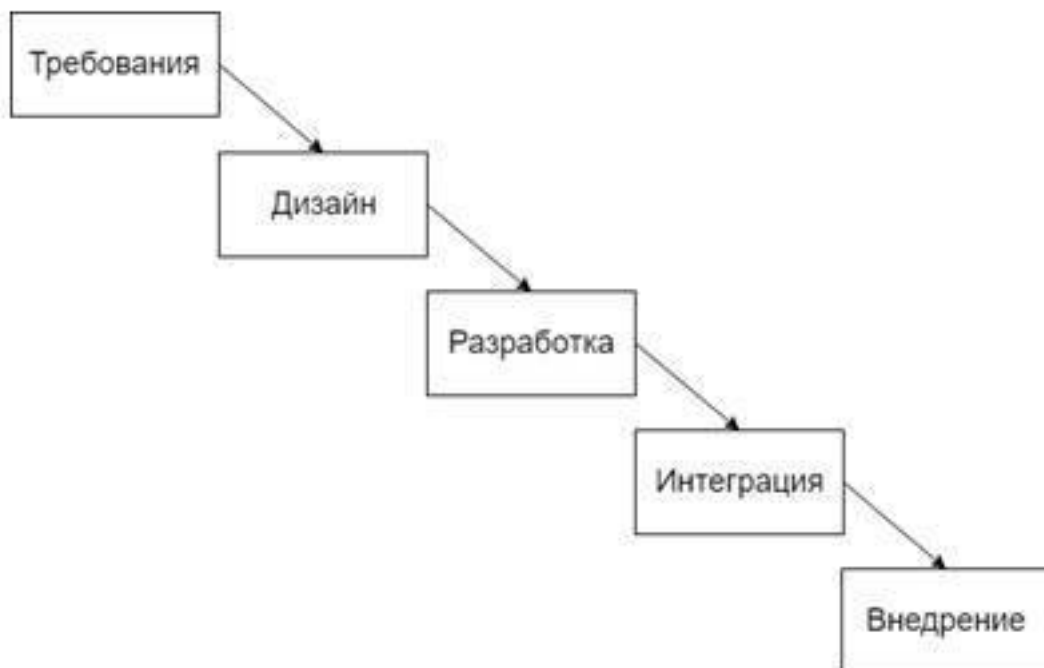 Требования
Дизайн
Разработка
Интеграция
Внедрение